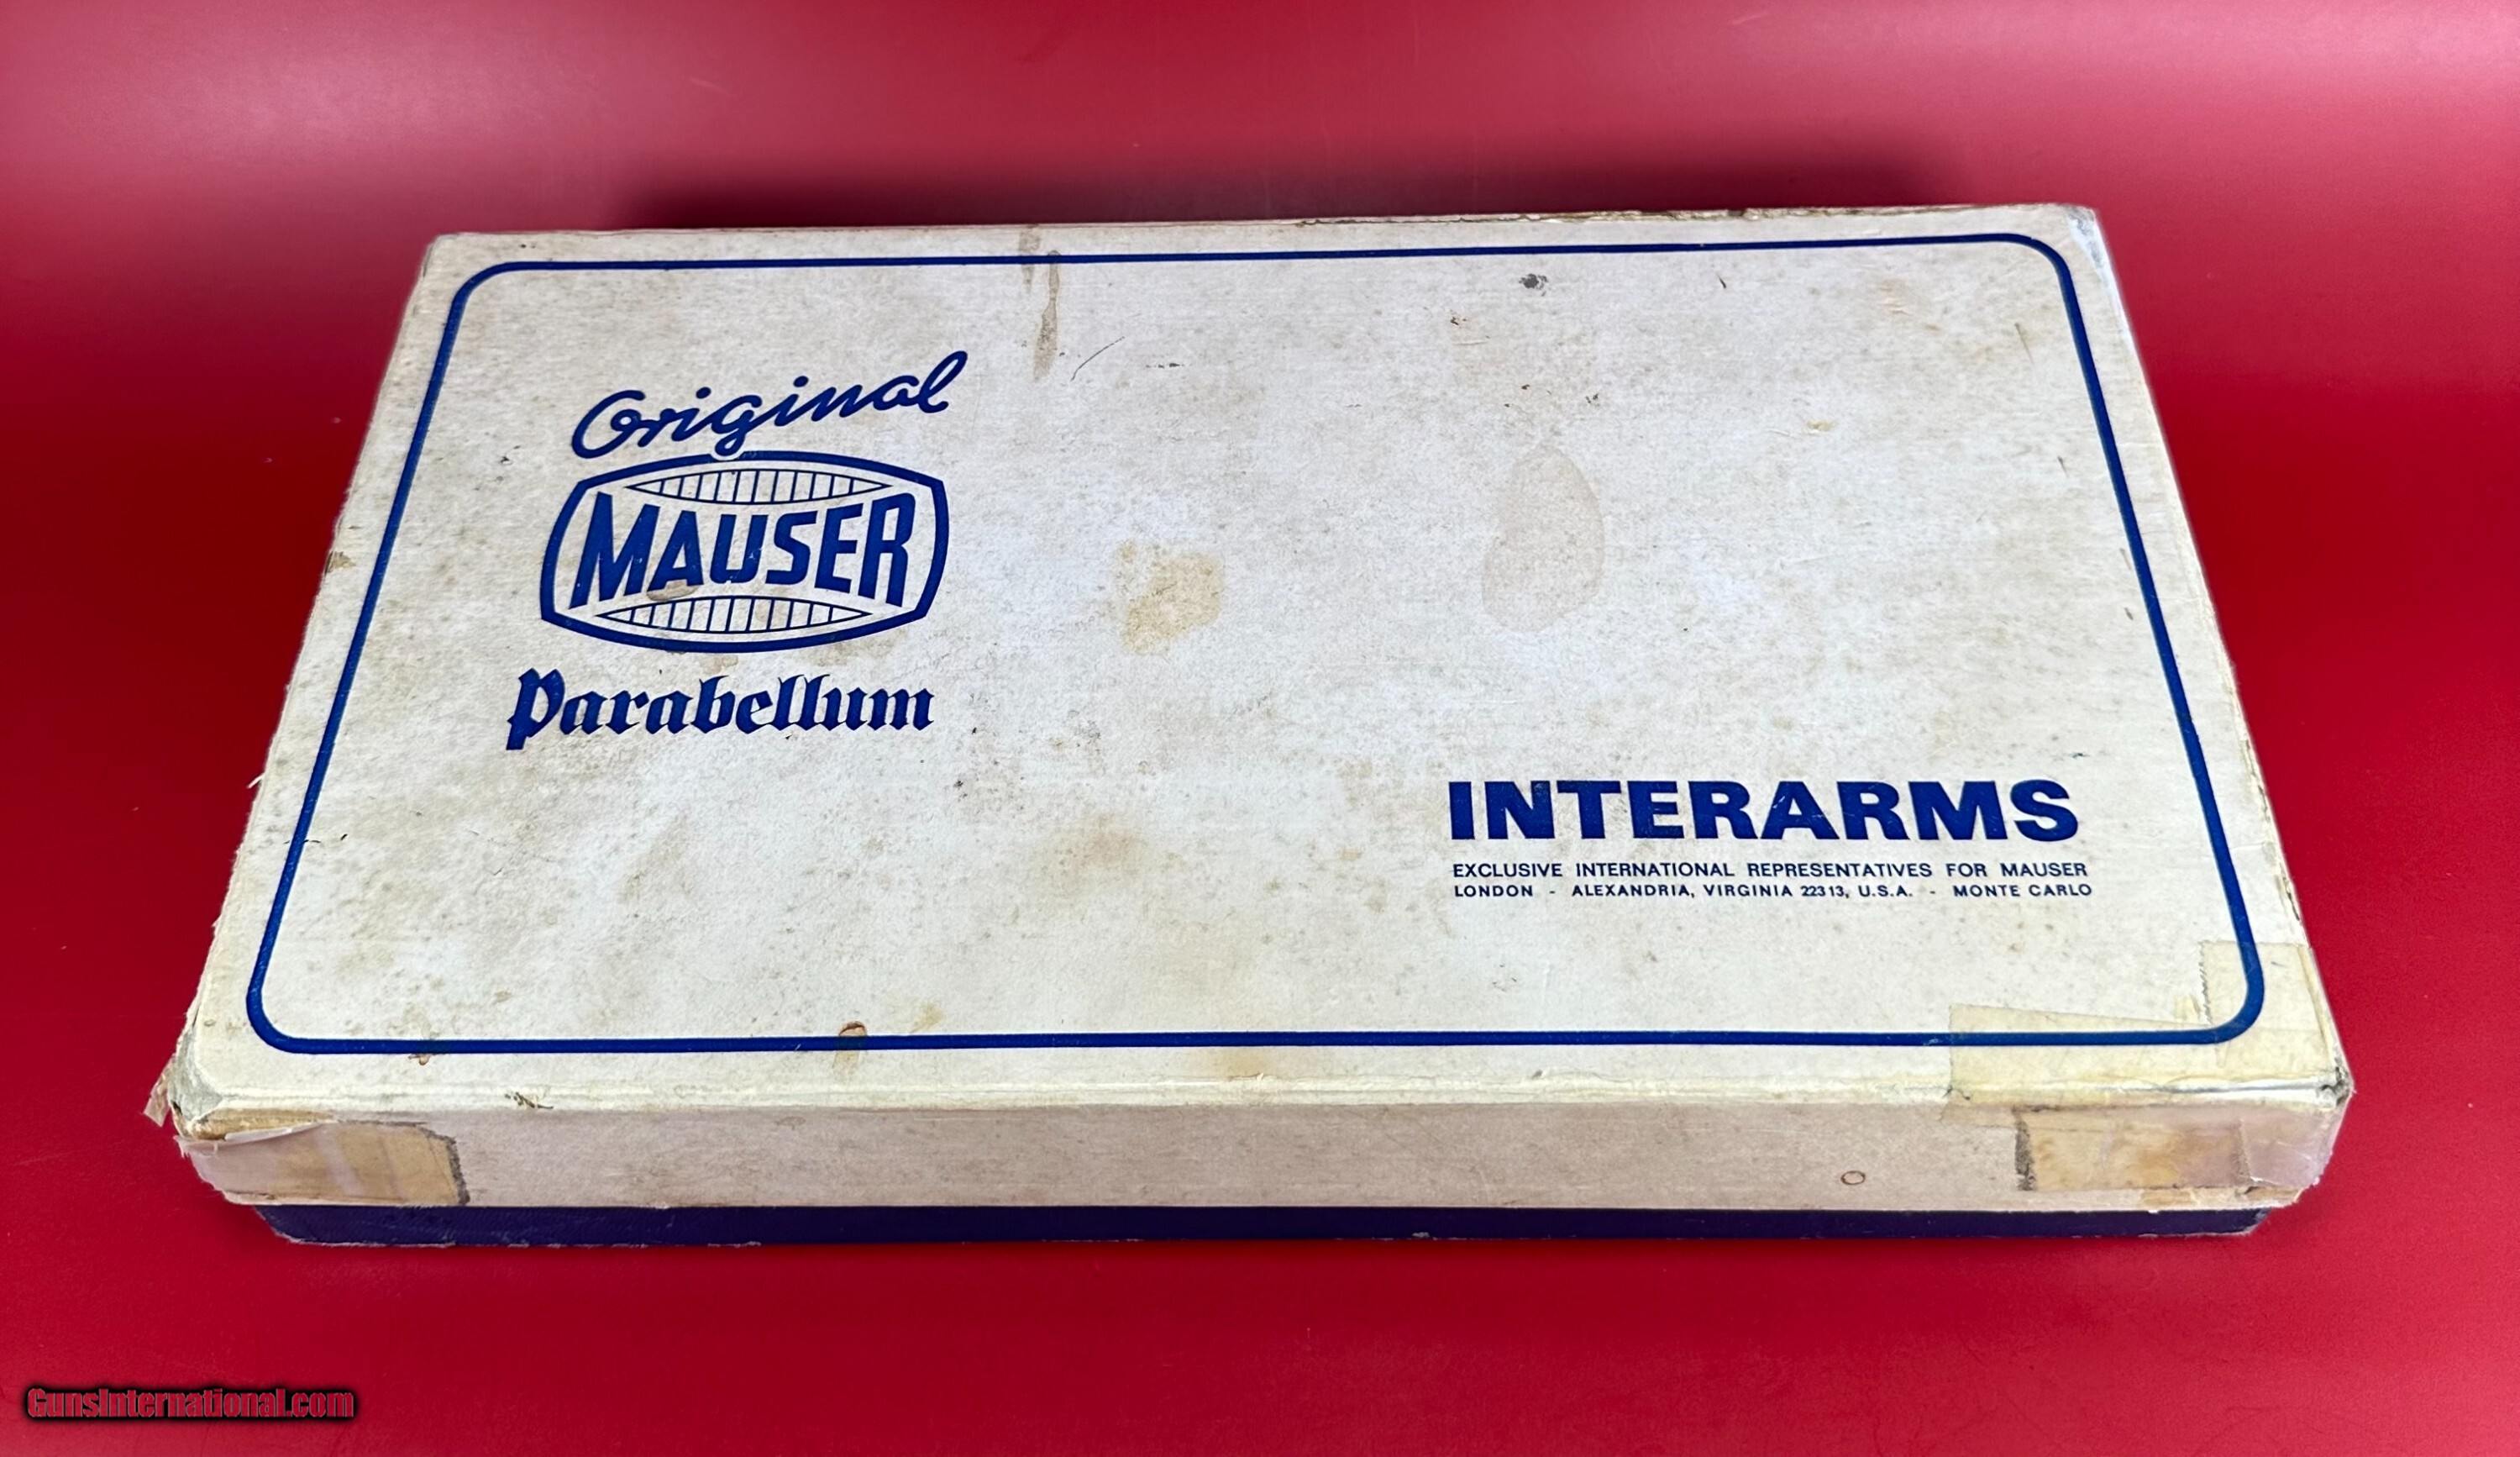 Original
MAUSER
Parabellum
INTERARMS
EXCLUSIVE INTERNATIONAL REPRESENTATIVES FOR MAUSER
LONDON - ALEXANDRIA, VIRGINIA 22313, U.S.A. - MONTE CARLO
GunsInternational.com